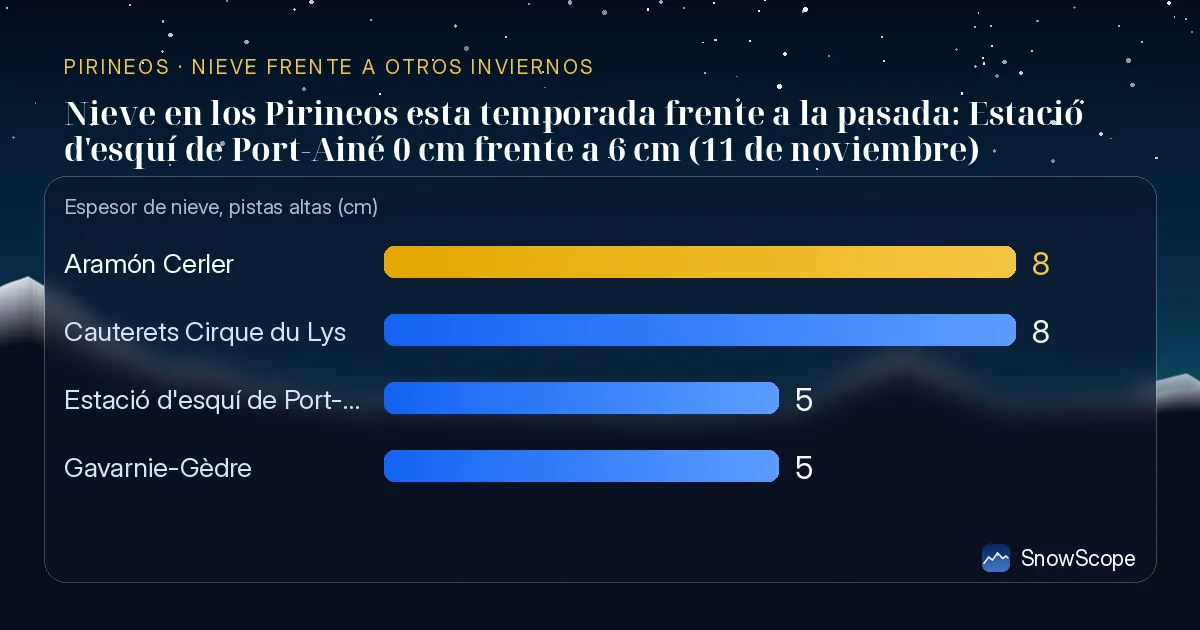 PIRINEOS · NIEVE FRENTE A OTROS INVIERNOS
Nieve en los Pirineos esta temporada frente a la pasada: Estació
d'esquí de Port-Ainé 0 cm frente a 6 cm (11 de noviembre)
Espesor de nieve, pistas altas (cm)
Aramón Cerler 8
Cauterets Cirque du Lys 8
Estació d'esquí de Port-... 5
Gavarnie-Gèdre 5
SnowScope